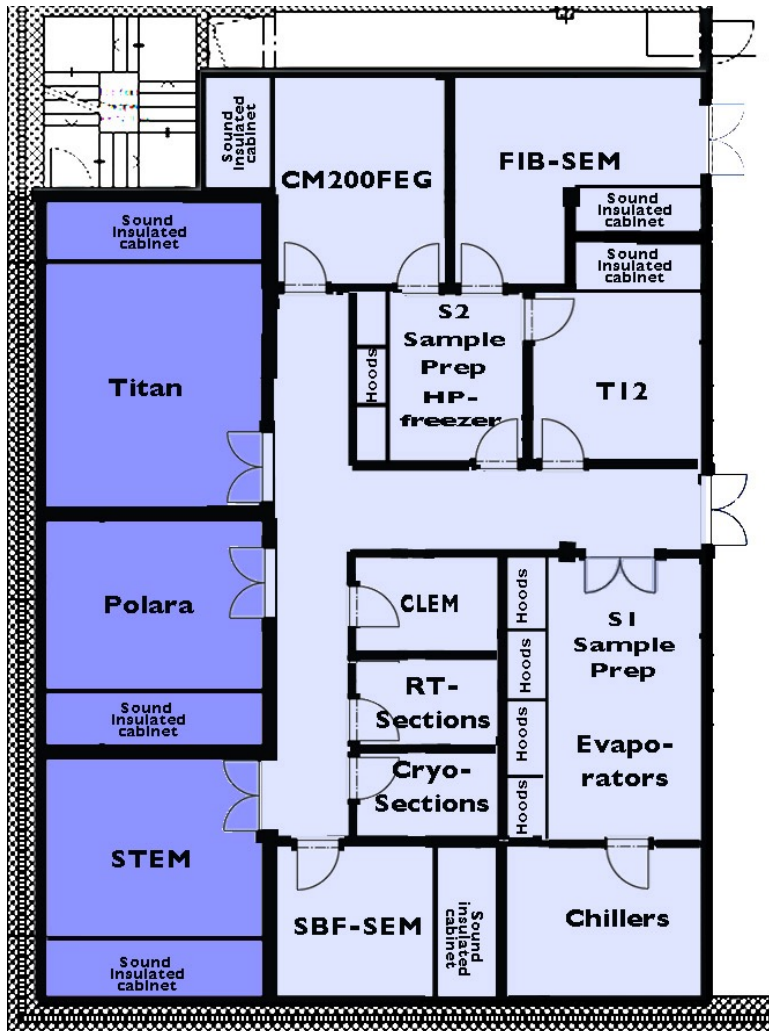 Sound
Insulated
cabinet
CM200FEG
FIB-SEM
Sound
Insulated
cabinet
Sound
Insulated
cabinet
Sound
Insulated
cabinet
Titan
S2
Sample
Prep
HP-
freezer
Hoods
T12
Polara
Sound
Insulated
cabinet
CLEM
RT-
Sections
Cryo-
Sections
Hoods
Hoods
Hoods
Hoods
S1
Sample
Prep
Evapo-
rators
STEM
Sound
Insulated
cabinet
SBF-SEM
Sound
insulated
cabinet
Chillers